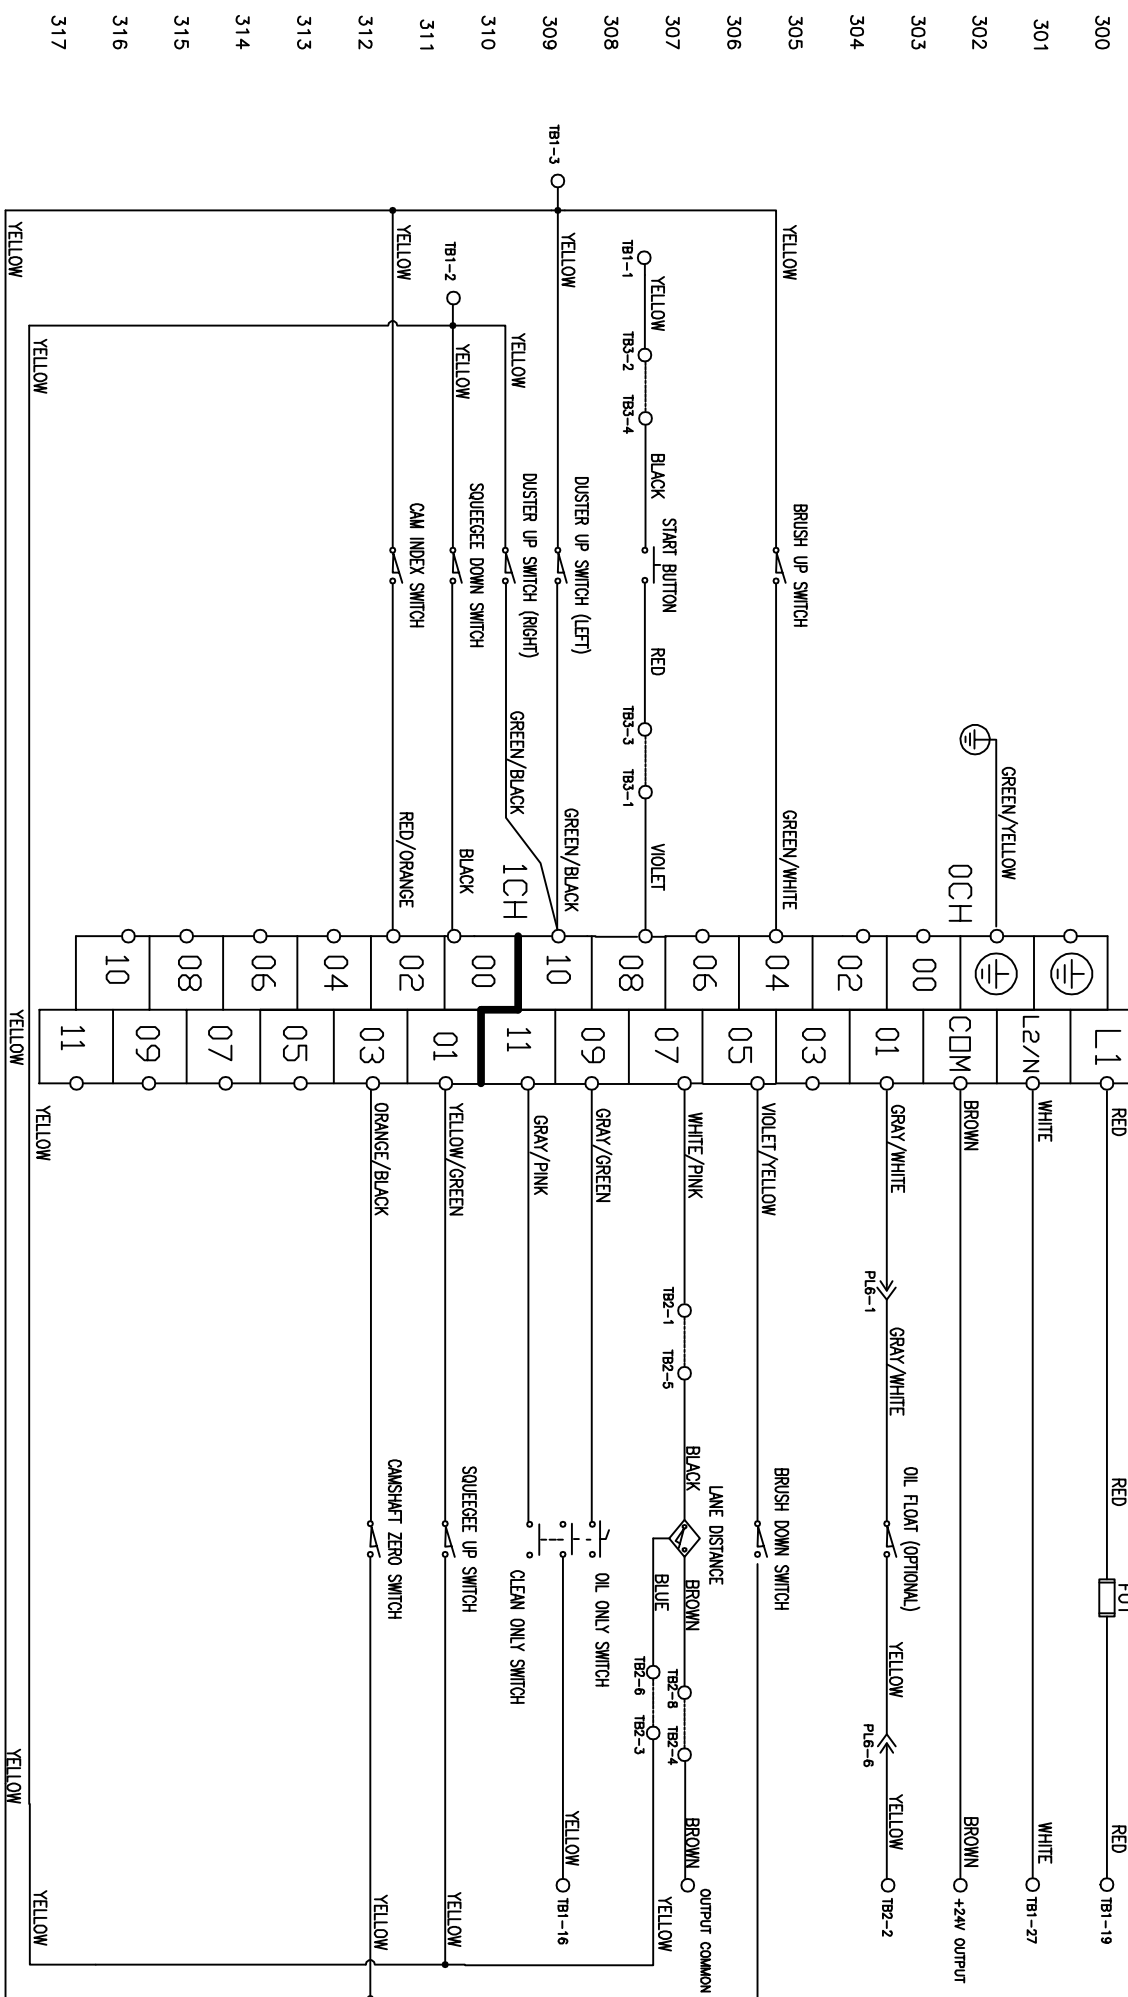 300
301
302
303
304
305
306
307
308
309
310
311
312
313
314
315
316
317
RED
RED
RED
TB1-19
L1
WHITE
WHITE
TB1-27
L2/N
GREEN/YELLOW
0CH
COM
BROWN
BROWN
+24V OUTPUT
00
01
GRAY/WHITE
PL6-1
GRAY/WHITE
OIL FLOAT (OPTIONAL)
YELLOW
PL6-6
YELLOW
TB2-2
02
03
YELLOW
BRUSH UP SWITCH
GREEN/WHITE
04
05
VIOLET/YELLOW
BRUSH DOWN SWITCH
06
07
WHITE/PINK
TB2-1
TB2-5
BLACK
LANE DISTANCE
BROWN
TB2-8
TB2-4
BROWN
OUTPUT COMMON
BLUE
TB2-6
TB2-3
YELLOW
TB1-1
YELLOW
TB3-2
TB3-4
BLACK
START BUTTON
RED
TB3-3
TB3-1
VIOLET
08
09
GRAY/GREEN
OIL ONLY SWITCH
TB1-3
YELLOW
DUSTER UP SWITCH (LEFT)
GREEN/BLACK
10
YELLOW
TB1-16
YELLOW
DUSTER UP SWITCH (RIGHT)
GREEN/BLACK
1CH
11
GRAY/PINK
CLEAN ONLY SWITCH
TB1-2
YELLOW
SQUEEGEE DOWN SWITCH
BLACK
00
01
YELLOW/GREEN
SQUEEGEE UP SWITCH
YELLOW
YELLOW
CAM INDEX SWITCH
RED/ORANGE
02
03
ORANGE/BLACK
CAMSHAFT ZERO SWITCH
YELLOW
04
05
06
07
08
09
10
11
YELLOW
YELLOW
YELLOW
YELLOW
YELLOW
YELLOW